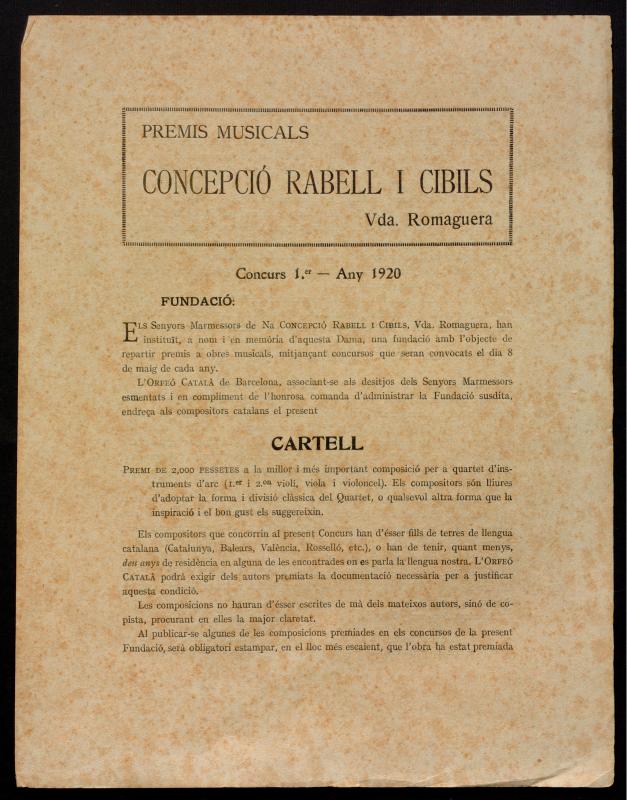 PREMIS MUSICALS
CONCEPCIÓ RABELL I CIBILS
Vda. Romaguera
Concurs 1.er — Any 1920
FUNDACIÓ:
ELS Senyors Marmessors de Na CONCEPCIÓ RABELL I CIBILS, Vda. Romaguera, han
instituït, a nom i en memòria d'aquesta Dama, una fundació amb l'objecte de
repartir premis a obres musicals, mitjançant concursos que seran convocats el dia 8
de maig de cada any.
L'ORFEÓ CATALÀ de Barcelona, associant-se als desitjos dels Senyors Marmessors
esmentats i en compliment de l'honrosa comanda d'administrar la Fundació susdita,
endreça als compositors catalans el present
CARTELL
PREMI DE 2,000 PESSETES a la millor i més important composició per a quartet d'ins-
truments d'arc (1.er i 2.on violí, viola i violoncel). Els compositors són lliures
d'adoptar la forma i divisió clàssica del Quartet, o qualsevol altra forma que la
inspiració i el bon gust els suggereixin.
Els compositors que concorrin al present Concurs han d'ésser fills de terres de llengua
catalana (Catalunya, Balears, València, Rosselló, etc.), o han de tenir, quant menys,
deu anys de residència en alguna de les encontrades on es parla la llengua nostra. L'ORFEÓ
CATALÀ podrà exigir dels autors premiats la documentació necessària per a justificar
aquesta condició.
Les composicions no hauran d'ésser escrites de mà dels mateixos autors, sinó de co-
pista, procurant en elles la major claretat.
Al publicar-se algunes de les composicions premiades en els concursos de la present
Fundació, serà obligatori estampar, en el lloc més escaient, que l'obra ha estat premiada